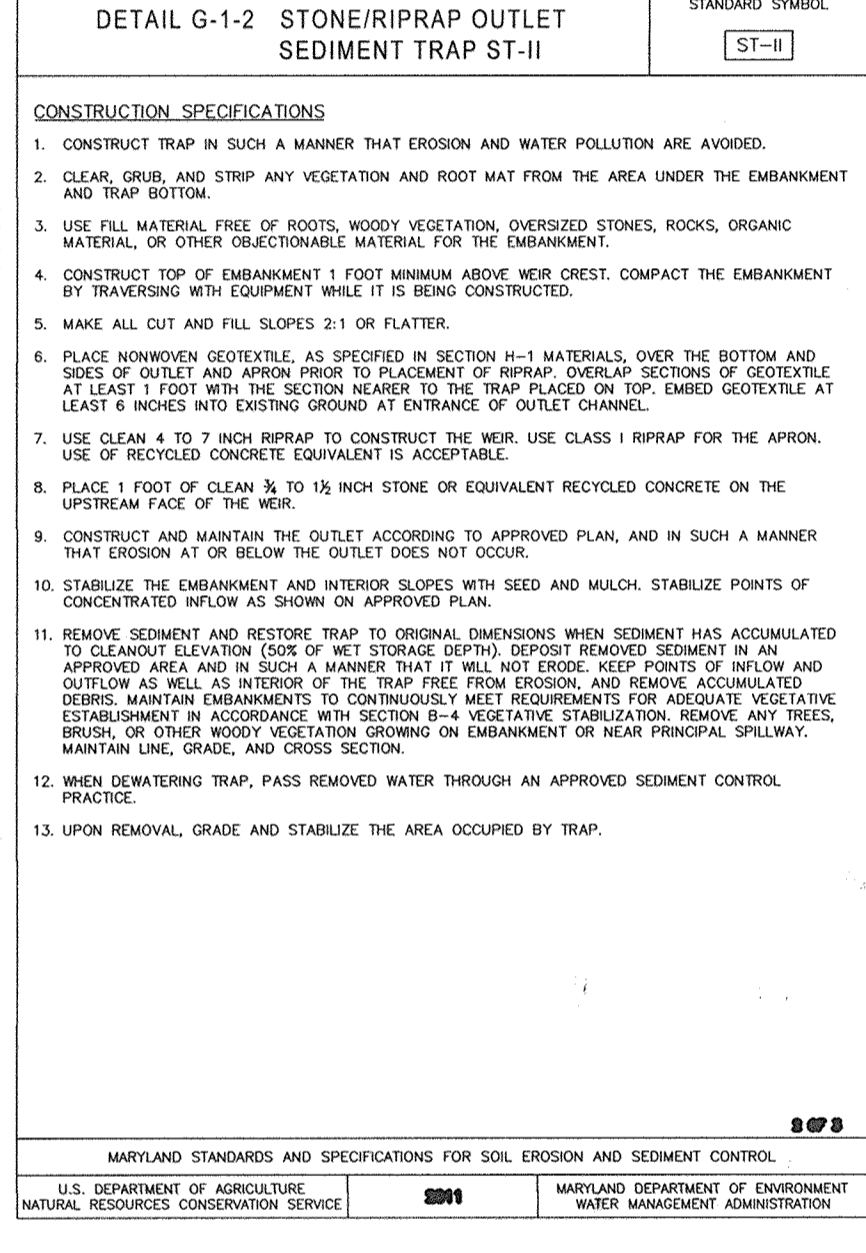 DETAIL G-1-2 STONE/RIPRAP OUTLET
SEDIMENT TRAP ST-II
STANDARD SYMBOL
ST-II
CONSTRUCTION SPECIFICATIONS
1. CONSTRUCT TRAP IN SUCH A MANNER THAT EROSION AND WATER POLLUTION ARE AVOIDED.
2. CLEAR, GRUB, AND STRIP ANY VEGETATION AND ROOT MAT FROM THE AREA UNDER THE EMBANKMENT
AND TRAP BOTTOM.
3. USE FILL MATERIAL FREE OF ROOTS, WOODY VEGETATION, OVERSIZED STONES, ROCKS, ORGANIC
MATERIAL, OR OTHER OBJECTIONABLE MATERIAL FOR THE EMBANKMENT.
4. CONSTRUCT TOP OF EMBANKMENT 1 FOOT MINIMUM ABOVE WEIR CREST. COMPACT THE EMBANKMENT
BY TRAVERSING WITH EQUIPMENT WHILE IT IS BEING CONSTRUCTED.
5. MAKE ALL CUT AND FILL SLOPES 2:1 OR FLATTER.
6. PLACE NONWOVEN GEOTEXTILE, AS SPECIFIED IN SECTION H-1 MATERIALS, OVER THE BOTTOM AND
SIDES OF OUTLET AND APRON PRIOR TO PLACEMENT OF RIPRAP. OVERLAP SECTIONS OF GEOTEXTILE
AT LEAST 1 FOOT WITH THE SECTION NEARER TO THE TRAP PLACED ON TOP. EMBED GEOTEXTILE AT
LEAST 6 INCHES INTO EXISTING GROUND AT ENTRANCE OF OUTLET CHANNEL.
7. USE CLEAN 4 TO 7 INCH RIPRAP TO CONSTRUCT THE WEIR. USE CLASS I RIPRAP FOR THE APRON.
USE OF RECYCLED CONCRETE EQUIVALENT IS ACCEPTABLE.
8. PLACE 1 FOOT OF CLEAN ¾ TO 1½ INCH STONE OR EQUIVALENT RECYCLED CONCRETE ON THE
UPSTREAM FACE OF THE WEIR.
9. CONSTRUCT AND MAINTAIN THE OUTLET ACCORDING TO APPROVED PLAN, AND IN SUCH A MANNER
THAT EROSION AT OR BELOW THE OUTLET DOES NOT OCCUR.
10. STABILIZE THE EMBANKMENT AND INTERIOR SLOPES WITH SEED AND MULCH. STABILIZE POINTS OF
CONCENTRATED INFLOW AS SHOWN ON APPROVED PLAN.
11. REMOVE SEDIMENT AND RESTORE TRAP TO ORIGINAL DIMENSIONS WHEN SEDIMENT HAS ACCUMULATED
TO CLEANOUT ELEVATION (50% OF WET STORAGE DEPTH). DEPOSIT REMOVED SEDIMENT IN AN
APPROVED AREA AND IN SUCH A MANNER THAT IT WILL NOT ERODE. KEEP POINTS OF INFLOW AND
OUTFLOW AS WELL AS INTERIOR OF THE TRAP FREE FROM EROSION, AND REMOVE ACCUMULATED
DEBRIS. MAINTAIN EMBANKMENTS TO CONTINUOUSLY MEET REQUIREMENTS FOR ADEQUATE VEGETATIVE
ESTABLISHMENT IN ACCORDANCE WITH SECTION B-4 VEGETATIVE STABILIZATION. REMOVE ANY TREES,
BRUSH, OR OTHER WOODY VEGETATION GROWING ON EMBANKMENT OR NEAR PRINCIPAL SPILLWAY.
MAINTAIN LINE, GRADE, AND CROSS SECTION.
12. WHEN DEWATERING TRAP, PASS REMOVED WATER THROUGH AN APPROVED SEDIMENT CONTROL
PRACTICE.
13. UPON REMOVAL, GRADE AND STABILIZE THE AREA OCCUPIED BY TRAP.
MARYLAND STANDARDS AND SPECIFICATIONS FOR SOIL EROSION AND SEDIMENT CONTROL
U.S. DEPARTMENT OF AGRICULTURE
NATURAL RESOURCES CONSERVATION SERVICE
MARYLAND DEPARTMENT OF ENVIRONMENT
WATER MANAGEMENT ADMINISTRATION